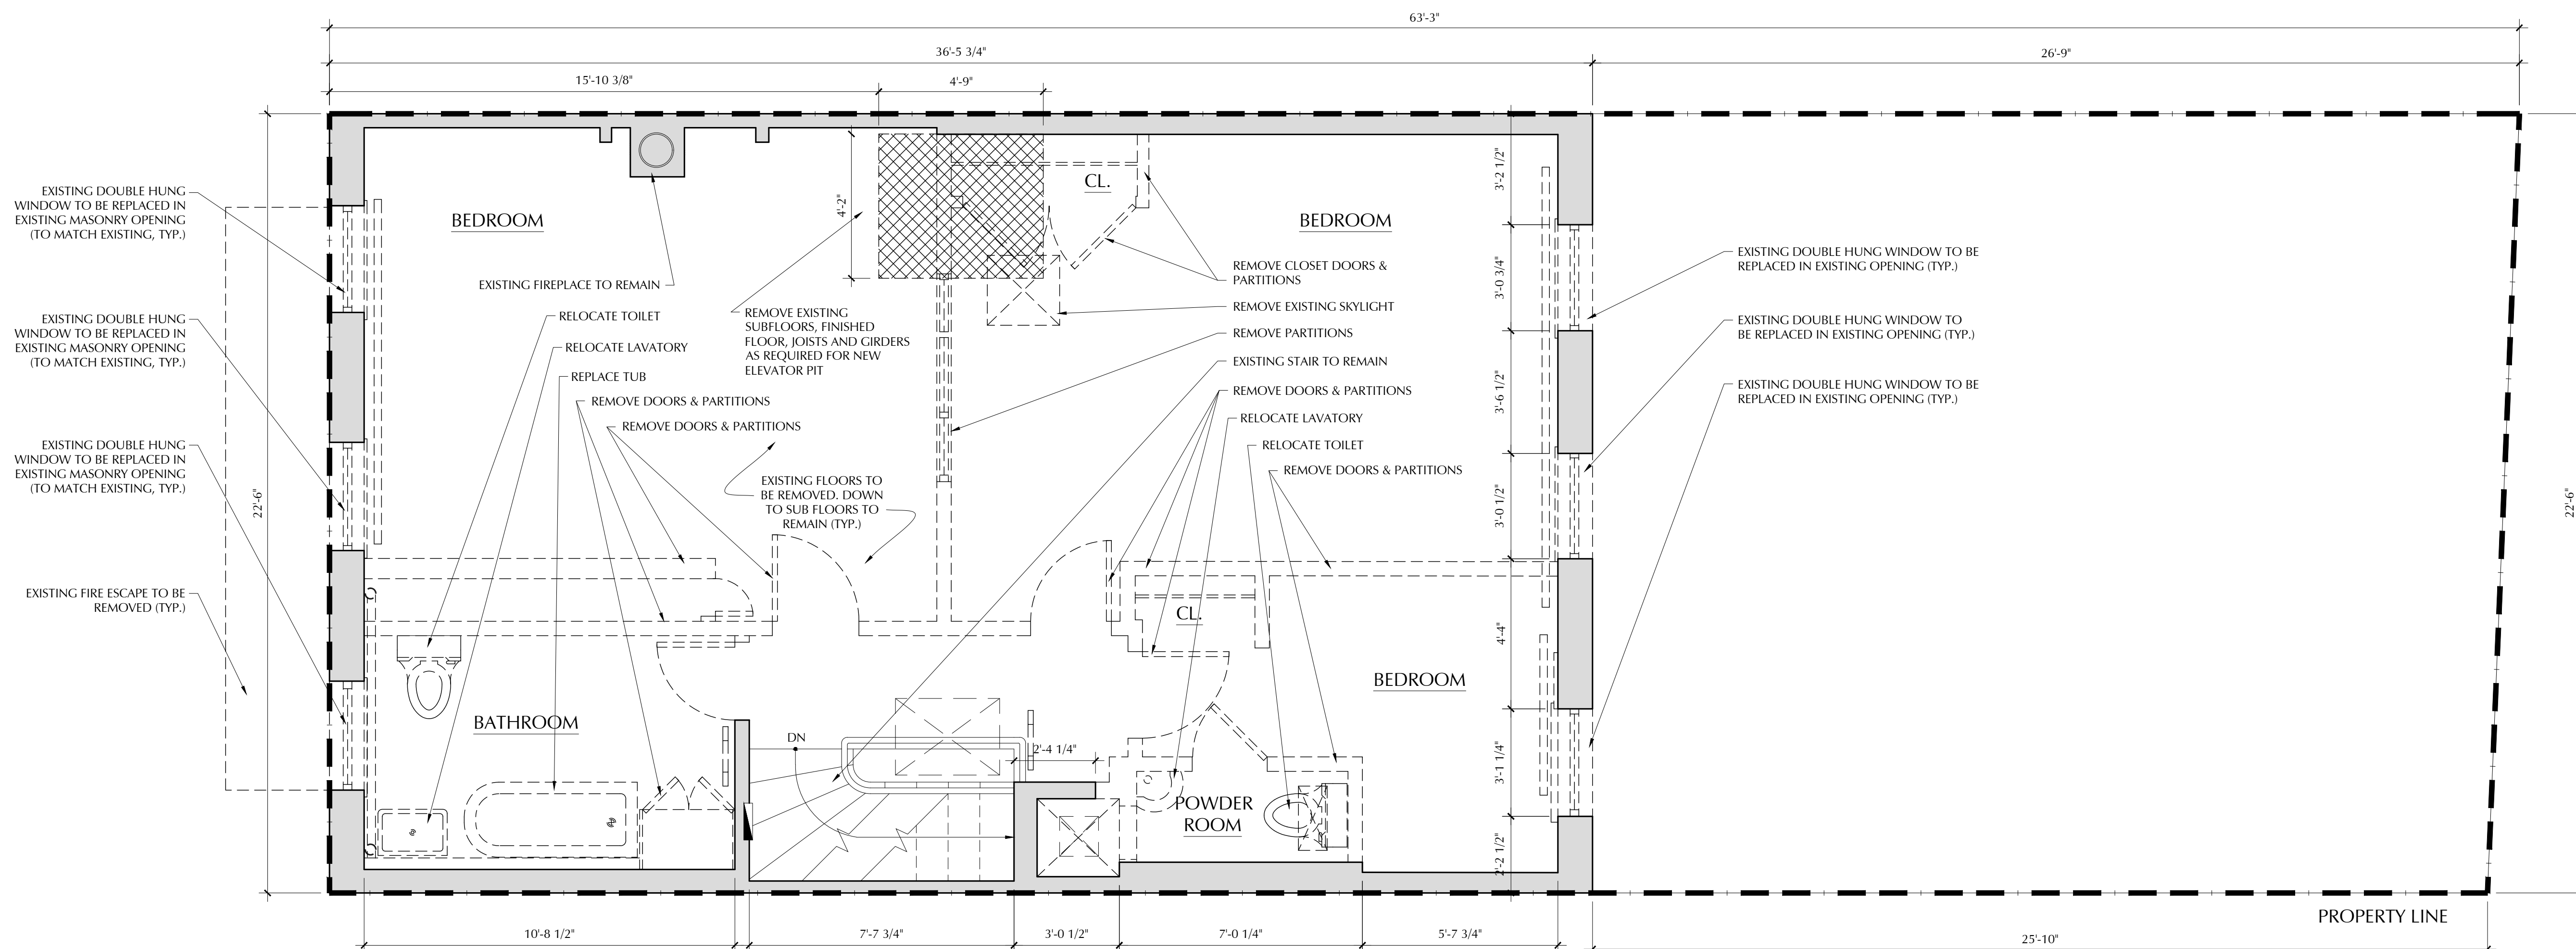 63'-3"
36'-5 3/4"
26'-9"
15'-10 3/8"
4'-9"
EXISTING DOUBLE HUNG
WINDOW TO BE REPLACED IN
EXISTING MASONRY OPENING
(TO MATCH EXISTING, TYP.)
EXISTING DOUBLE HUNG
WINDOW TO BE REPLACED IN
EXISTING MASONRY OPENING
(TO MATCH EXISTING, TYP.)
EXISTING DOUBLE HUNG
WINDOW TO BE REPLACED IN
EXISTING MASONRY OPENING
(TO MATCH EXISTING, TYP.)
EXISTING FIRE ESCAPE TO BE
REMOVED (TYP.)
22'-6"
BEDROOM
EXISTING FIREPLACE TO REMAIN
RELOCATE TOILET
RELOCATE LAVATORY
REPLACE TUB
REMOVE DOORS & PARTITIONS
REMOVE DOORS & PARTITIONS
4'-2"
REMOVE EXISTING
SUBFLOORS, FINISHED
FLOOR, JOISTS AND GIRDERS
AS REQUIRED FOR NEW
ELEVATOR PIT
EXISTING FLOORS TO
BE REMOVED. DOWN
TO SUB FLOORS TO
REMAIN (TYP.)
CL.
BEDROOM
REMOVE CLOSET DOORS &
PARTITIONS
REMOVE EXISTING SKYLIGHT
REMOVE PARTITIONS
EXISTING STAIR TO REMAIN
REMOVE DOORS & PARTITIONS
RELOCATE LAVATORY
RELOCATE TOILET
REMOVE DOORS & PARTITIONS
3'-2 1/2"
3'-0 3/4"
3'-6 1/2"
3'-0 1/2"
4'-4"
3'-1 1/4"
2'-2 1/2"
EXISTING DOUBLE HUNG WINDOW TO BE
REPLACED IN EXISTING OPENING (TYP.)
EXISTING DOUBLE HUNG WINDOW TO
BE REPLACED IN EXISTING OPENING (TYP.)
EXISTING DOUBLE HUNG WINDOW TO BE
REPLACED IN EXISTING OPENING (TYP.)
22'-6"
CL.
BEDROOM
BATHROOM
DN
2'-4 1/4"
POWDER
ROOM
PROPERTY LINE
10'-8 1/2"
7'-7 3/4"
3'-0 1/2"
7'-0 1/4"
5'-7 3/4"
25'-10"